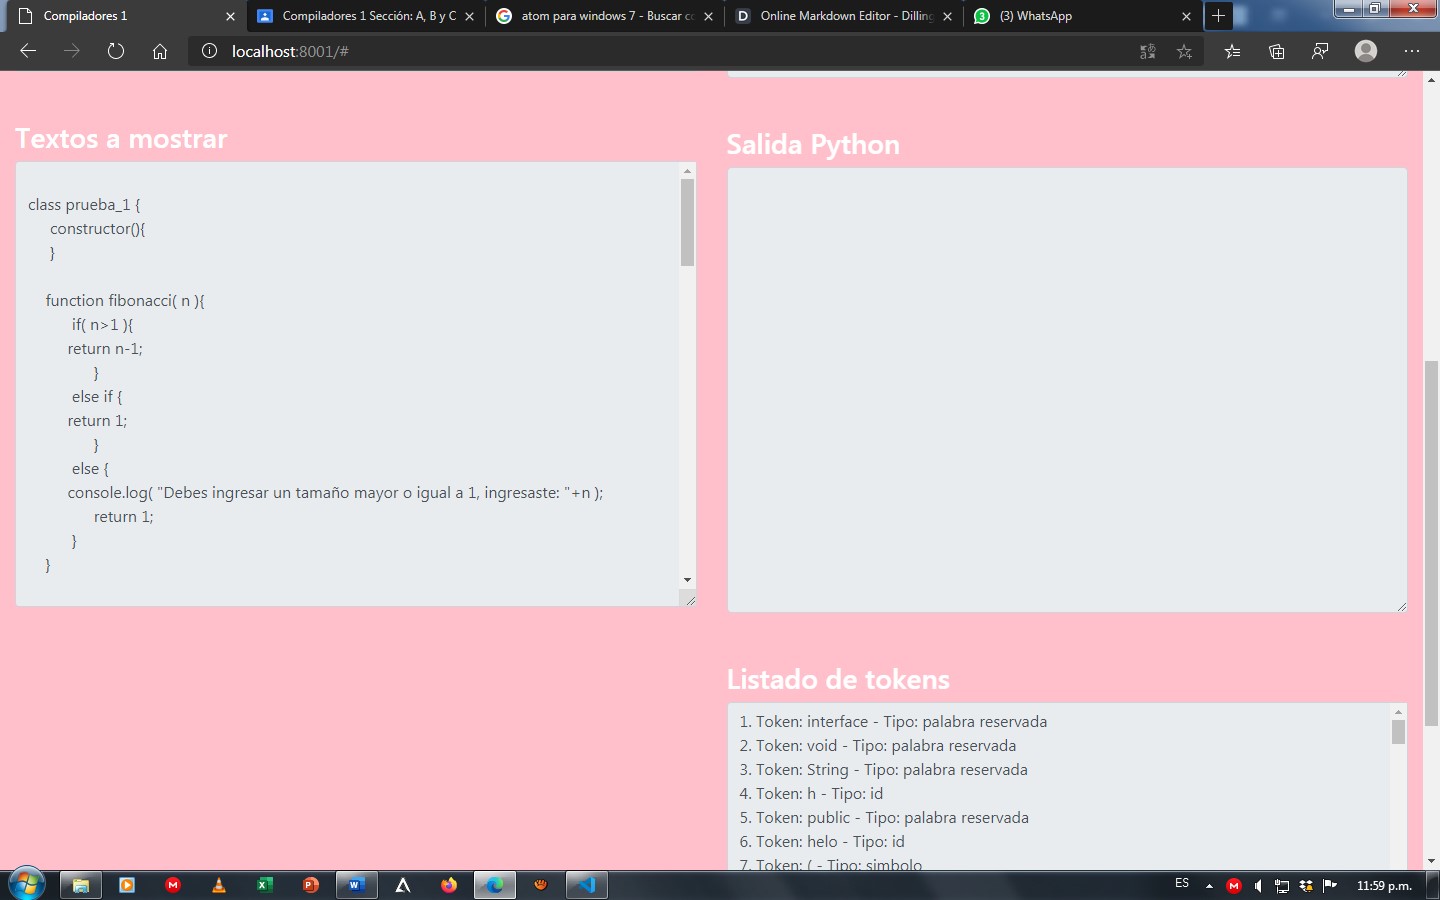 Compiladores 1
Compiladores 1 Sección: A, B y C
atom para windows 7 - Buscar co
Online Markdown Editor - Dilling
(3) WhatsApp
localhost:8001/#
Textos a mostrar
class prueba_1 {
constructor(){
}
function fibonacci( n ){
if( n>1 ){
return n-1;
}
else if {
return 1;
}
else {
console.log( "Debes ingresar un tamaño mayor o igual a 1, ingresaste: "+n );
return 1;
}
}
Salida Python
Listado de tokens
1. Token: interface - Tipo: palabra reservada
2. Token: void - Tipo: palabra reservada
3. Token: String - Tipo: palabra reservada
4. Token: h - Tipo: id
5. Token: public - Tipo: palabra reservada
6. Token: helo - Tipo: id
7. Token: ( - Tipo: simbolo
ES
11:59 p.m.